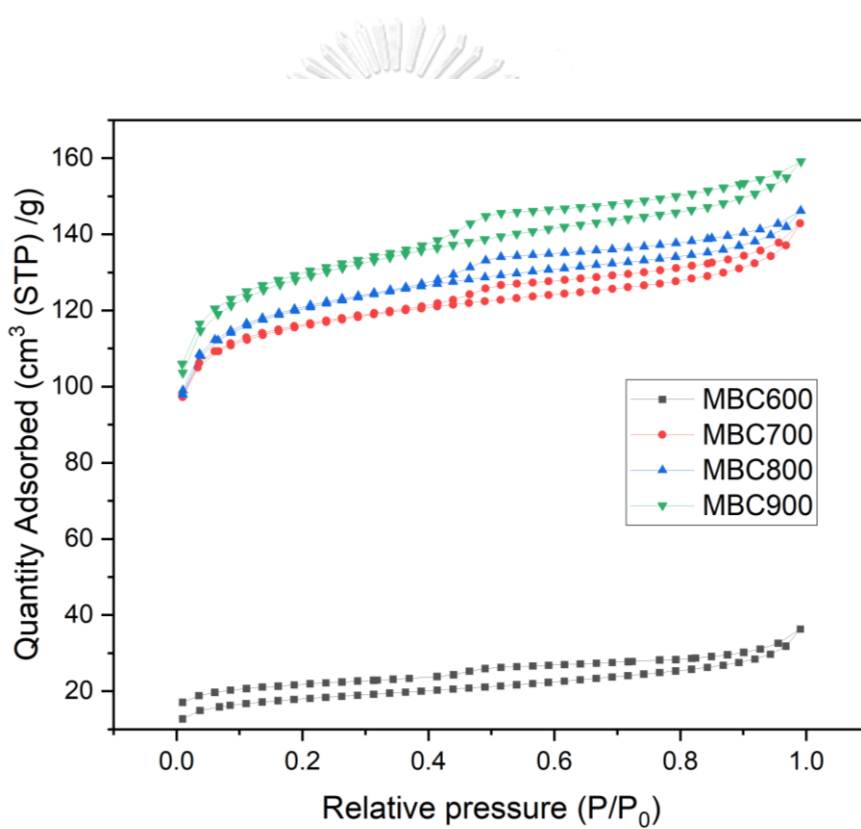 160
140
120
100
80
60
40
20
Quantity Adsorbed (cm³ (STP) /g)
MBC600
MBC700
MBC800
MBC900
0.0 0.2 0.4 0.6 0.8 1.0
Relative pressure (P/P₀)